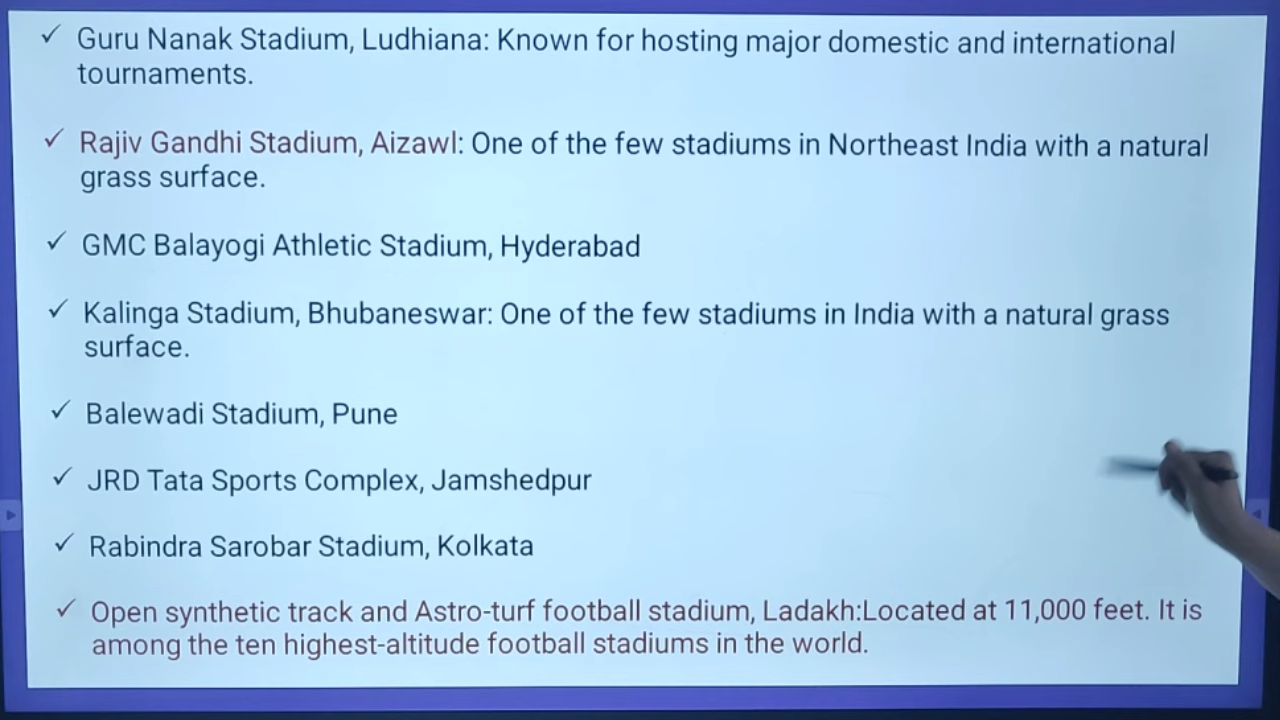 Guru Nanak Stadium, Ludhiana: Known for hosting major domestic and international
tournaments.
Rajiv Gandhi Stadium, Aizawl: One of the few stadiums in Northeast India with a natural
grass surface.
GMC Balayogi Athletic Stadium, Hyderabad
Kalinga Stadium, Bhubaneswar: One of the few stadiums in India with a natural grass
surface.
Balewadi Stadium, Pune
JRD Tata Sports Complex, Jamshedpur
Rabindra Sarobar Stadium, Kolkata
Open synthetic track and Astro-turf football stadium, Ladakh:Located at 11,000 feet. It is
among the ten highest-altitude football stadiums in the world.